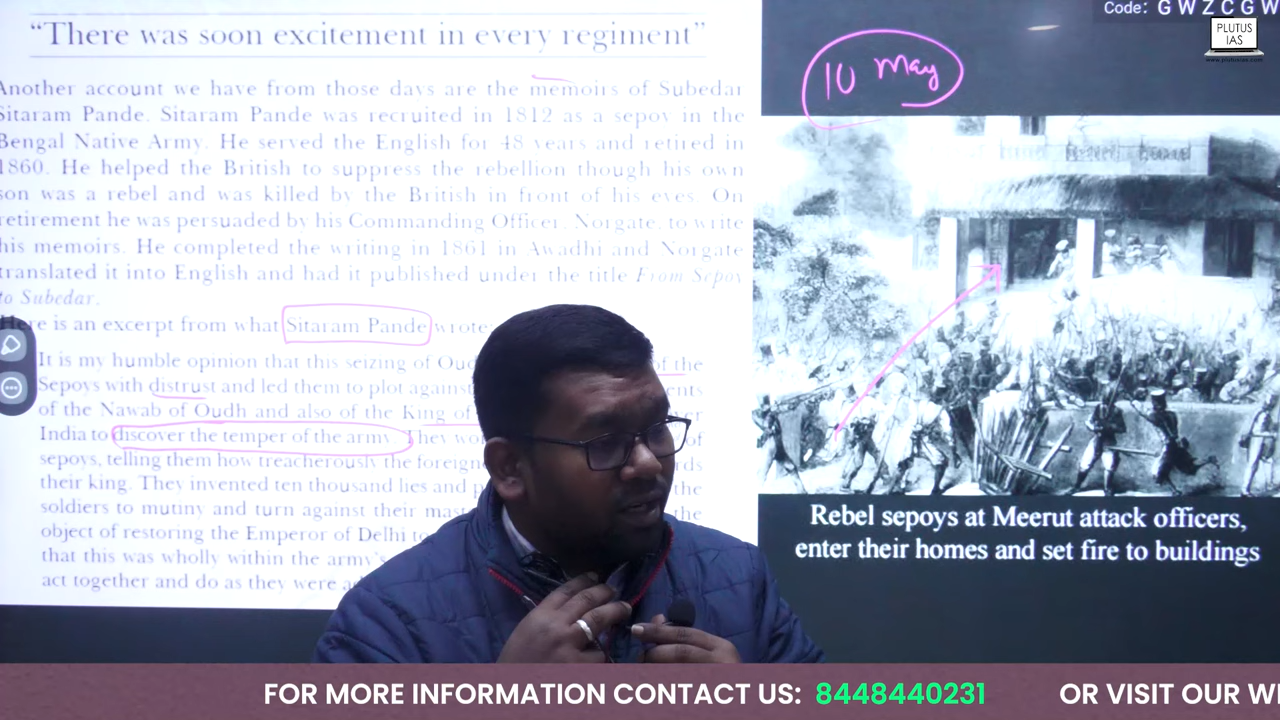 "There was soon excitement in every regiment"
Another account we have from those days are the memoirs of Subedar
Sitaram Pande. Sitaram Pande was recruited in 1812 as a sepoy in the
Bengal Native Army. He served the English for 48 years and retired in
1860. He helped the British to suppress the rebellion though his own
son was a rebel and was killed by the British in front of his eyes. On
retirement he was persuaded by his Commanding Officer, Norgate, to write
his memoirs. He completed the writing in 1861 in Awadhi and Norgate
translated it into English and had it published under the title From Sepoy
to Subedar.
Here is an excerpt from what Sitaram Pande wrote
It is my humble opinion that this seizing of Oud of the
Sepoys with distrust and led them to plot against
of the Nawab of Oudh and also of the King of
India to discover the temper of the army. They of
sepoys, telling them how treacherously the
their king. They invented ten thousand lies and the
soldiers to mutiny and turn against their the
object of restoring the Emperor of Delhi
that this was wholly within the army's
act together and do as they were
Code: G W Z C G W
PLUTUS
IAS
www.plutusias.com
10 May
Rebel sepoys at Meerut attack officers,
enter their homes and set fire to buildings
FOR MORE INFORMATION CONTACT US: 8448440231 OR VISIT OUR